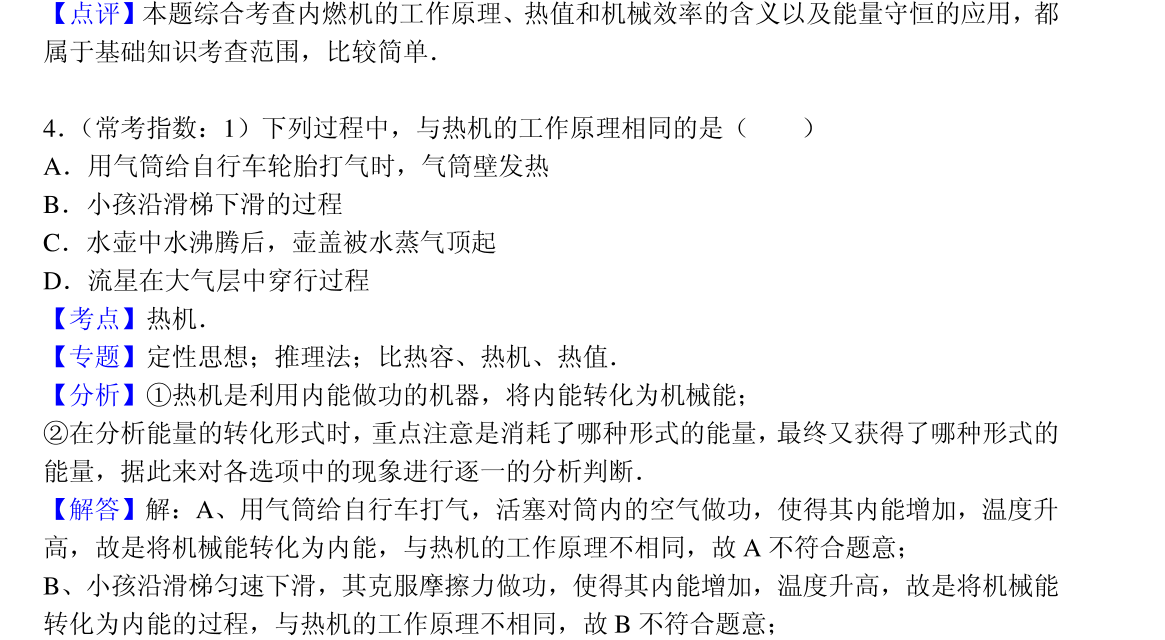 【点评】本题综合考查内燃机的工作原理、热值和机械效率的含义以及能量守恒的应用，都
属于基础知识考查范围，比较简单．
4．（常考指数：1）下列过程中，与热机的工作原理相同的是（　　）
A．用气筒给自行车轮胎打气时，气筒壁发热
B．小孩沿滑梯下滑的过程
C．水壶中水沸腾后，壶盖被水蒸气顶起
D．流星在大气层中穿行过程
【考点】热机．
【专题】定性思想；推理法；比热容、热机、热值．
【分析】①热机是利用内能做功的机器，将内能转化为机械能；
②在分析能量的转化形式时，重点注意是消耗了哪种形式的能量，最终又获得了哪种形式的
能量，据此来对各选项中的现象进行逐一的分析判断．
【解答】解：A、用气筒给自行车打气，活塞对筒内的空气做功，使得其内能增加，温度升
高，故是将机械能转化为内能，与热机的工作原理不相同，故 A 不符合题意；
B、小孩沿滑梯匀速下滑，其克服摩擦力做功，使得其内能增加，温度升高，故是将机械能
转化为内能的过程，与热机的工作原理不相同，故 B 不符合题意；